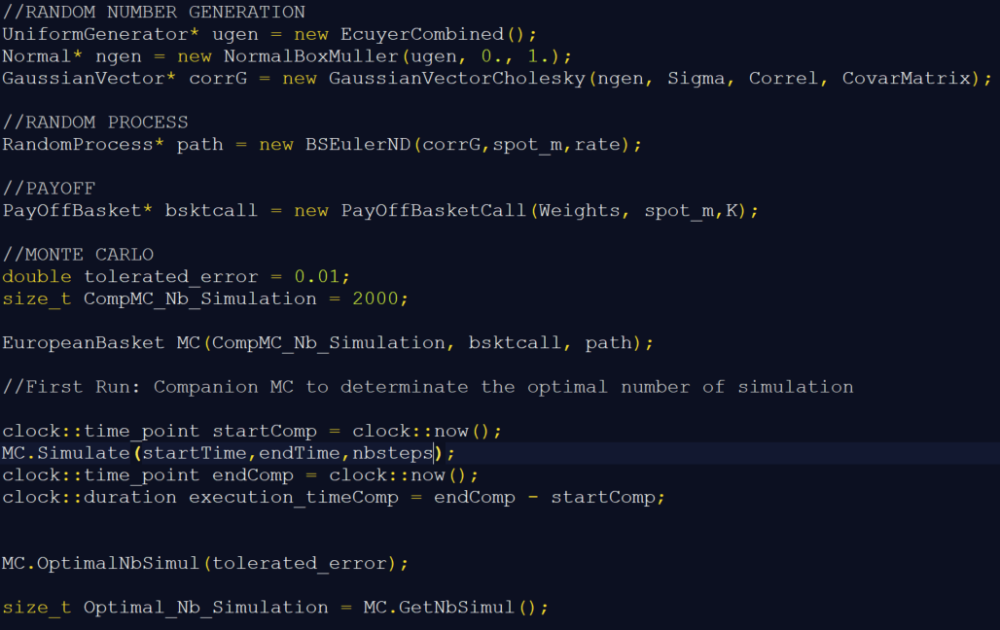 //RANDOM NUMBER GENERATION
UniformGenerator* ugen = new EcuyerCombined();
Normal* ngen = new NormalBoxMuller(ugen, 0., 1.);
GaussianVector* corrG = new GaussianVectorCholesky(ngen, Sigma, Correl, CovarMatrix);
//RANDOM PROCESS
RandomProcess* path = new BSEulerND(corrG,spot_m,rate);
//PAYOFF
PayOffBasket* bsktcall = new PayOffBasketCall(Weights, spot_m,K);
//MONTE CARLO
double tolerated_error = 0.01;
size_t CompMC_Nb_Simulation = 2000;
EuropeanBasket MC(CompMC_Nb_Simulation, bsktcall, path);
//First Run: Companion MC to determinate the optimal number of simulation
clock::time_point startComp = clock::now();
MC.Simulate(startTime,endTime,nbsteps);
clock::time_point endComp = clock::now();
clock::duration execution_timeComp = endComp - startComp;
MC.OptimalNbSimul(tolerated_error);
size_t Optimal_Nb_Simulation = MC.GetNbSimul();